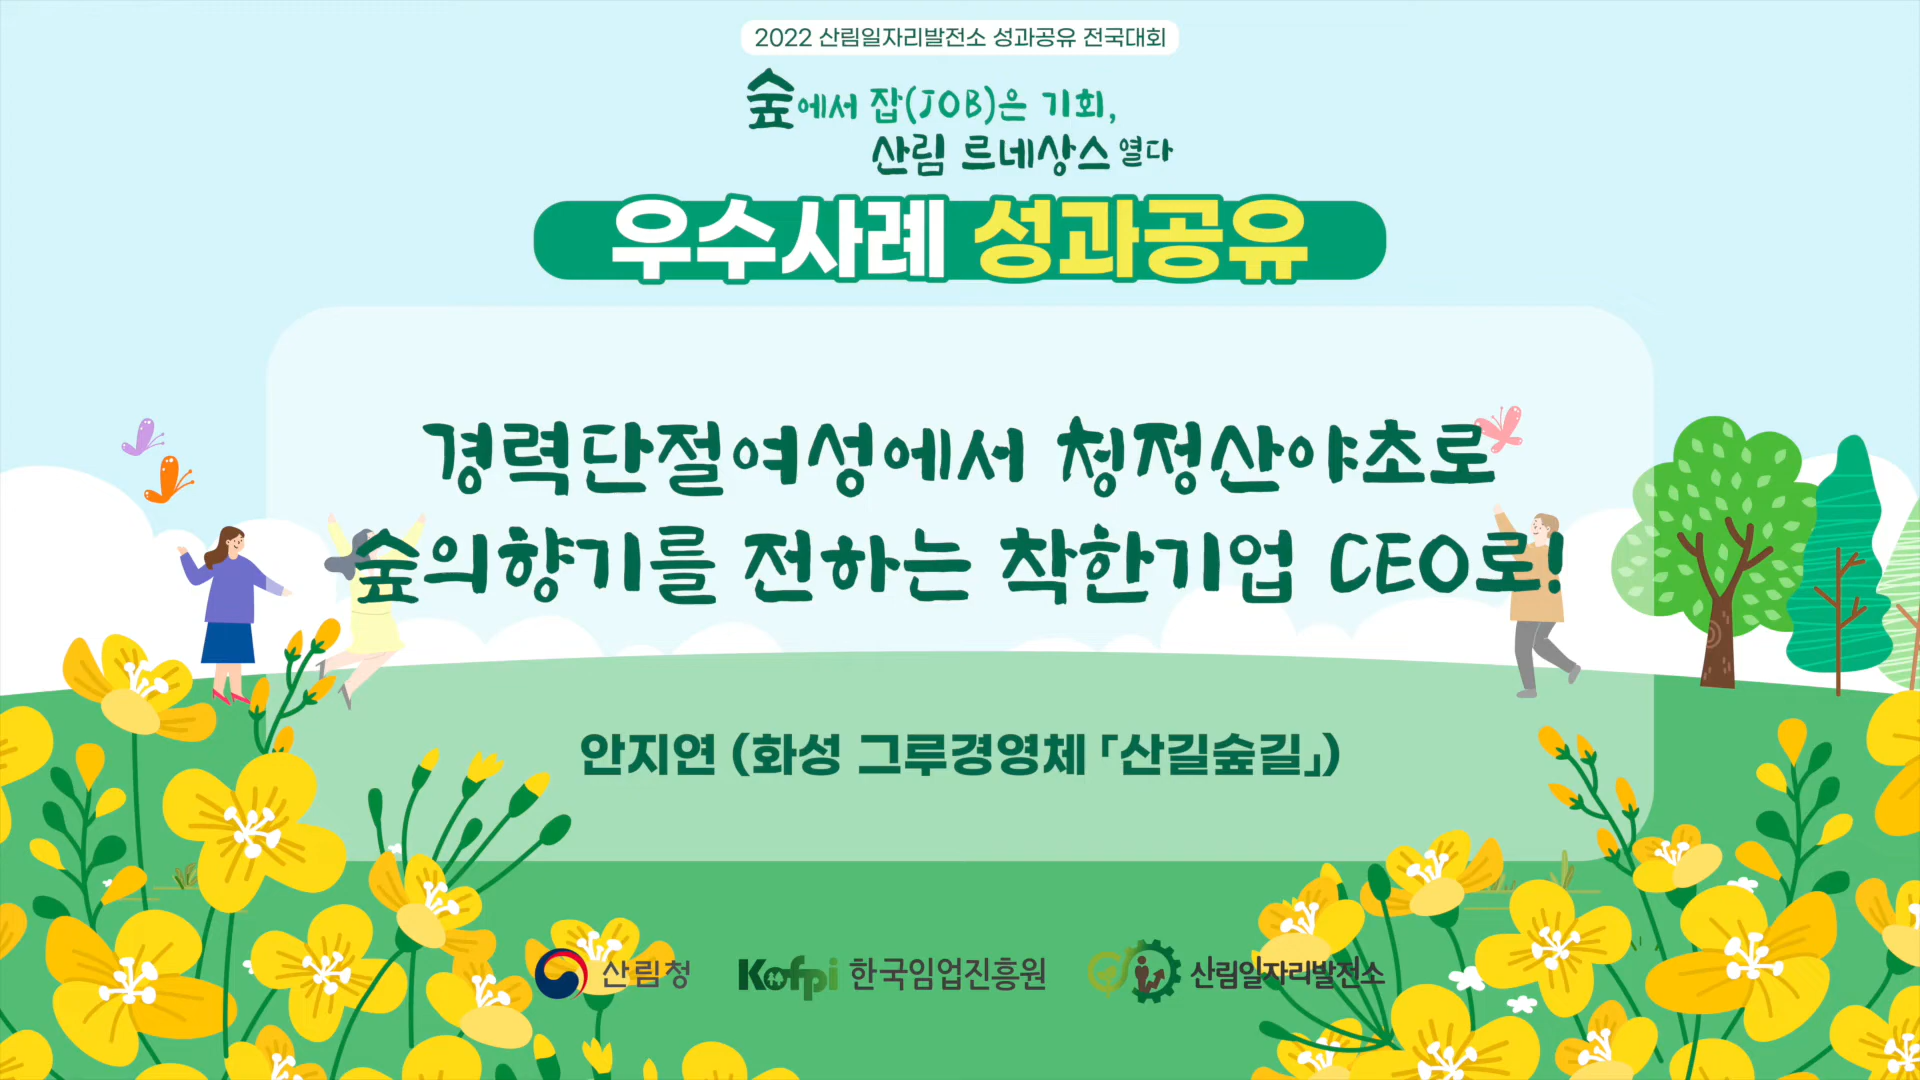 2022 산림일자리발전소 성과공유 전국대회
숲에서 잡(JOB)은 기회,
산림 르네상스 열다
우수사례 성과공유
경력단절여성에서 청정산야초로
숲의향기를 전하는 착한기업 CEO로!
안지연 (화성 그루경영체 「산길숲길」)
산림청 Kofpi 한국임업진흥원 산림일자리발전소